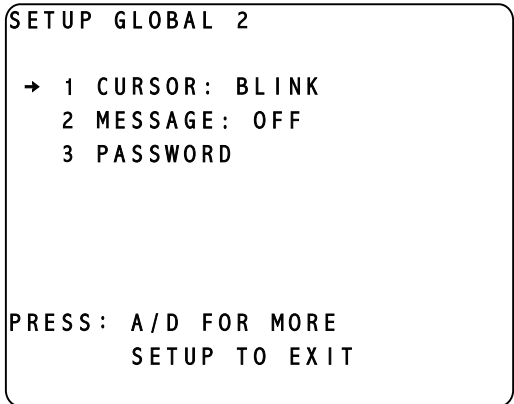 SETUP GLOBAL 2
→ 1 CURSOR: BLINK
2 MESSAGE: OFF
3 PASSWORD
PRESS: A/D FOR MORE
SETUP TO EXIT